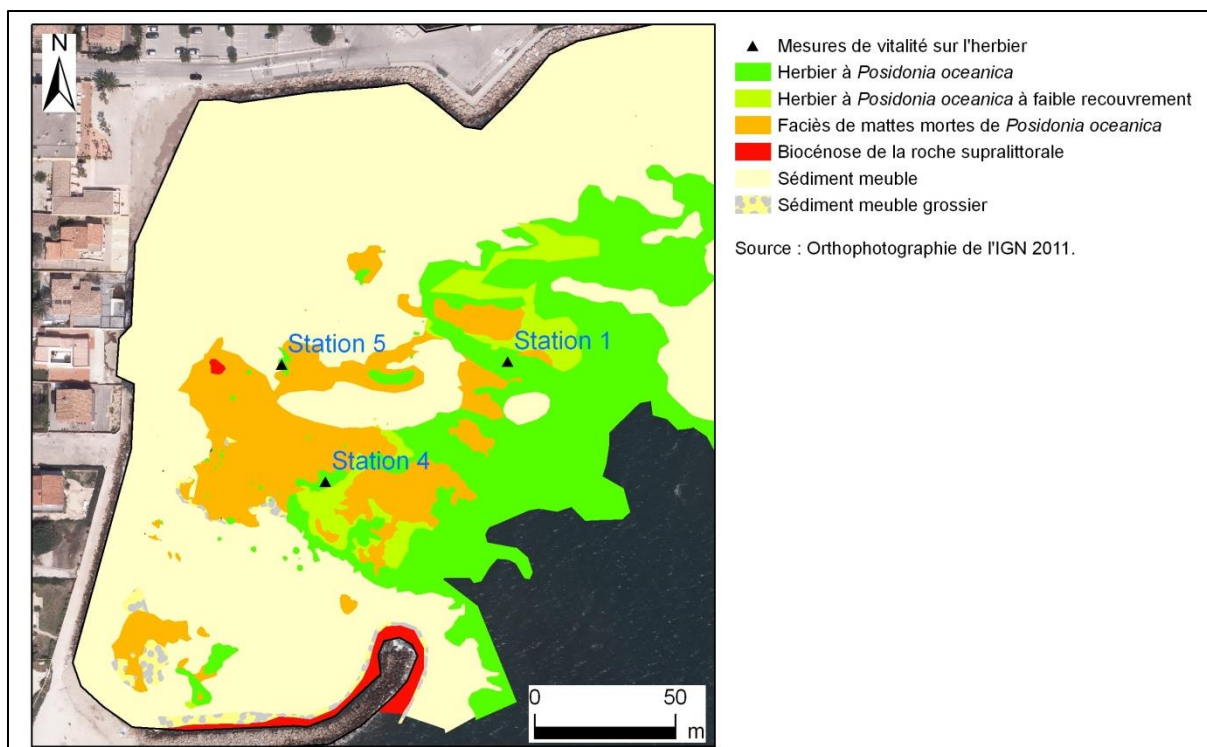 N
Mesures de vitalité sur l'herbier
Herbier à Posidonia oceanica
Herbier à Posidonia oceanica à faible recouvrement
Faciès de mattes mortes de Posidonia oceanica
Biocénose de la roche supralittorale
Sédiment meuble
Sédiment meuble grossier
Source : Orthophotographie de l'IGN 2011.
Station 5
Station 1
Station 4
0 50
m